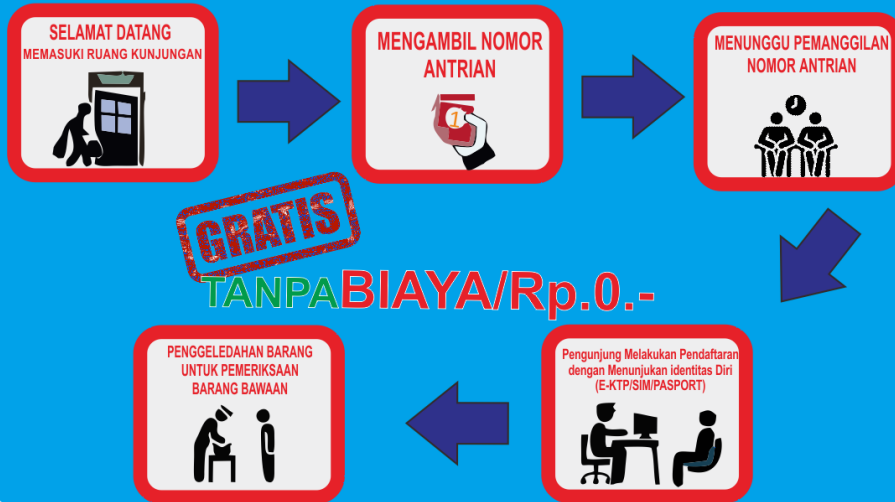 SELAMAT DATANG
MEMASUKI RUANG KUNJUNGAN
MENGAMBIL NOMOR
ANTRIAN
1
MENUNGGU PEMANGGILAN
NOMOR ANTRIAN
GRATIS
TANPABIAYA/Rp.0.-
Pengunjung Melakukan Pendaftaran
dengan Menunjukan identitas Diri
(E-KTP/SIM/PASPORT)
PENGGELEDAHAN BARANG
UNTUK PEMERIKSAAN
BARANG BAWAAN